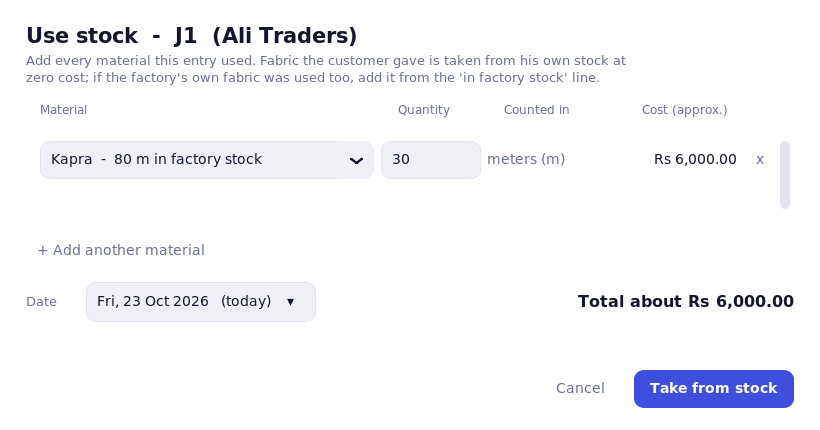 Use stock - J1 (Ali Traders)
Add every material this entry used. Fabric the customer gave is taken from his own stock at
zero cost; if the factory's own fabric was used too, add it from the 'in factory stock' line.
Material Quantity Counted in Cost (approx.)
Kapra - 80 m in factory stock 30 meters (m) Rs 6,000.00 x
+ Add another material
Date Fri, 23 Oct 2026 (today) ▾ Total about Rs 6,000.00
Cancel Take from stock